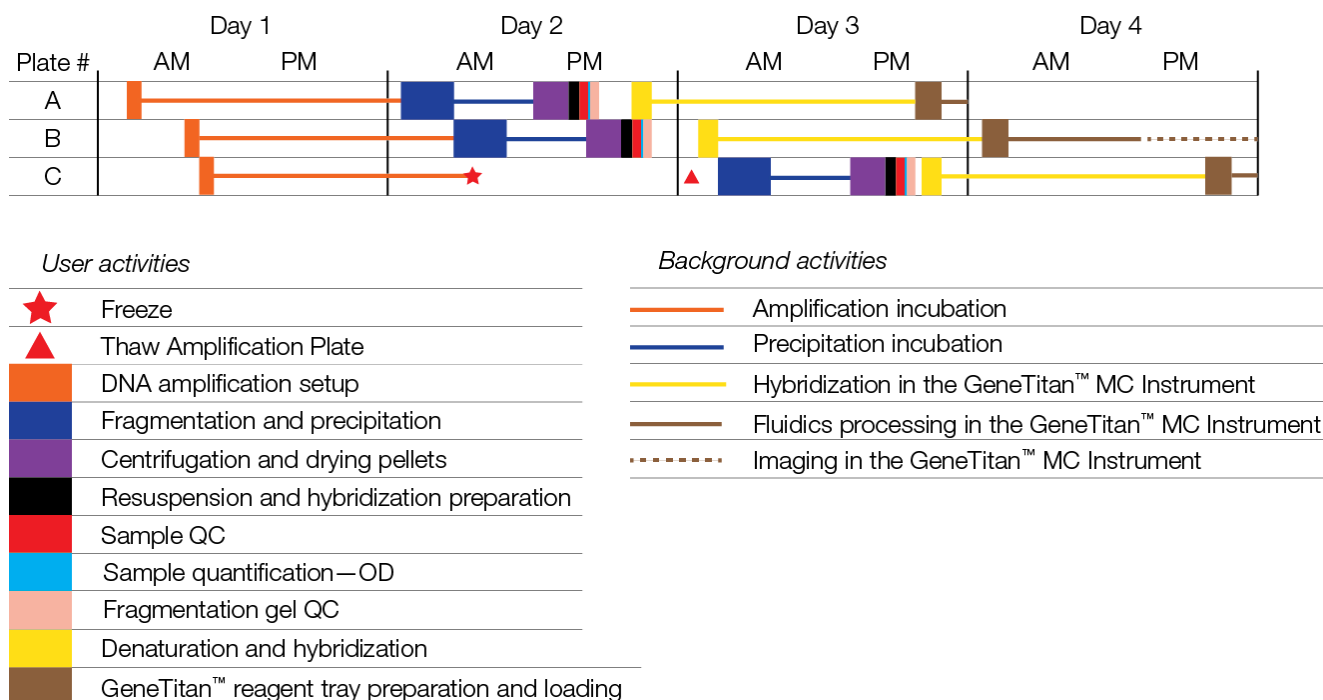 Day 1 Day 2 Day 3 Day 4
Plate # AM PM AM PM AM PM AM PM
A
B
C
User activities
Freeze
Thaw Amplification Plate
DNA amplification setup
Fragmentation and precipitation
Centrifugation and drying pellets
Resuspension and hybridization preparation
Sample QC
Sample quantification—OD
Fragmentation gel QC
Denaturation and hybridization
GeneTitan™ reagent tray preparation and loading
Background activities
Amplification incubation
Precipitation incubation
Hybridization in the GeneTitan™ MC Instrument
Fluidics processing in the GeneTitan™ MC Instrument
Imaging in the GeneTitan™ MC Instrument